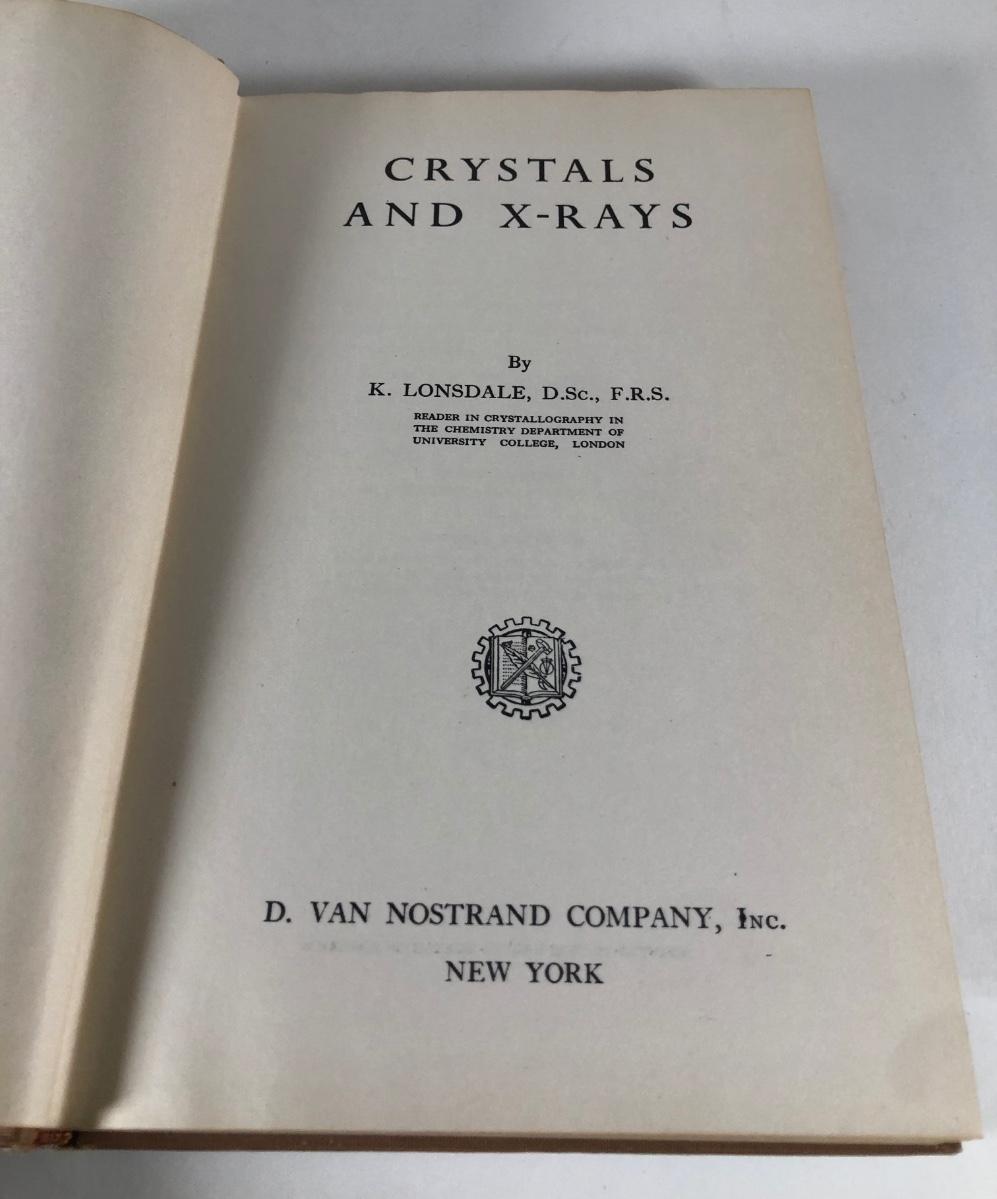 CRYSTALS
AND X-RAYS
By
K. LONSDALE, D.Sc., F.R.S.
READER IN CRYSTALLOGRAPHY IN
THE CHEMISTRY DEPARTMENT OF
UNIVERSITY COLLEGE, LONDON
D. VAN NOSTRAND COMPANY, INC.
NEW YORK